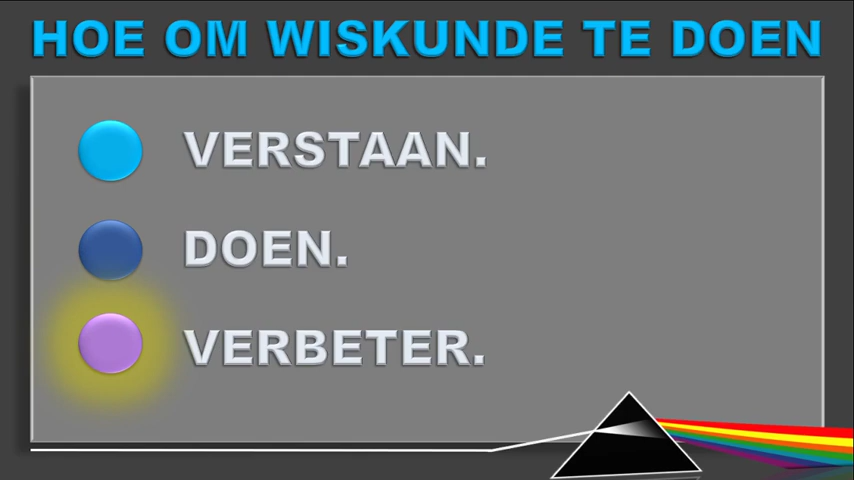 HOE OM WISKUNDE TE DOEN
VERSTAAN.
DOEN.
VERBETER.